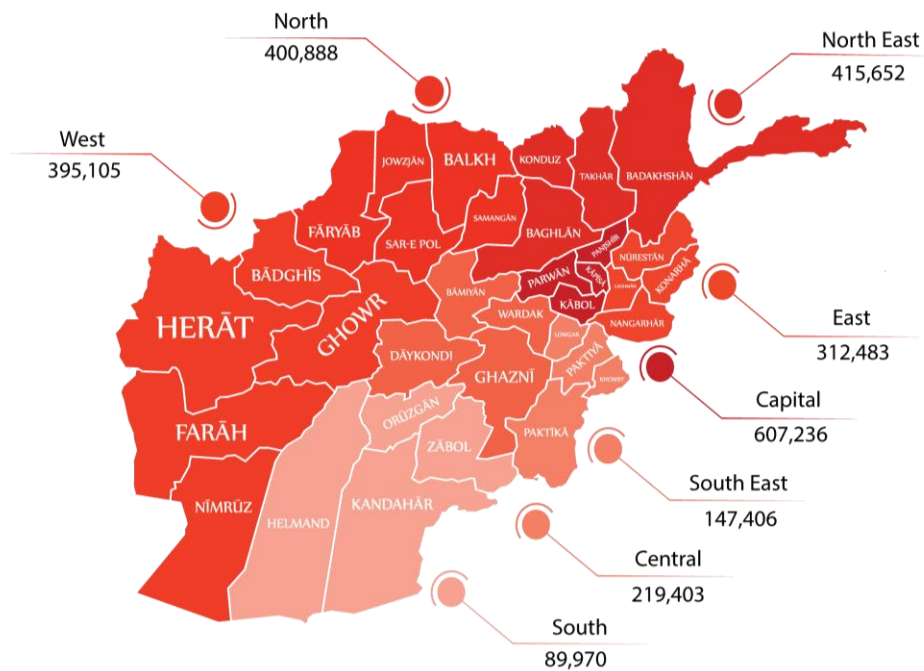 North
400,888
North East
415,652
West
395,105
JOWZJĀN
BALKH
KONDUZ
TAKHĀR
BADAKHSHĀN
FĀRYĀB
SAR-E POL
SAMANGĀN
BAGHLĀN
PANJSHĪR
NŪRESTĀN
KONARHĀ
BĀDGHĪS
BĀMIYĀN
PARWĀN
KĀPĪSĀ
LAGHMĀN
HERĀT
GHOWR
WARDAK
KĀBOL
NANGARHĀR
East
312,483
DĀYKONDI
GHAZNĪ
LOWGAR
PAKTIYĀ
KHOWST
Capital
607,236
FARĀH
ORŪZGĀN
ZĀBOL
PAKTĪKĀ
South East
147,406
NĪMRŪZ
HELMAND
KANDAHĀR
Central
219,403
South
89,970